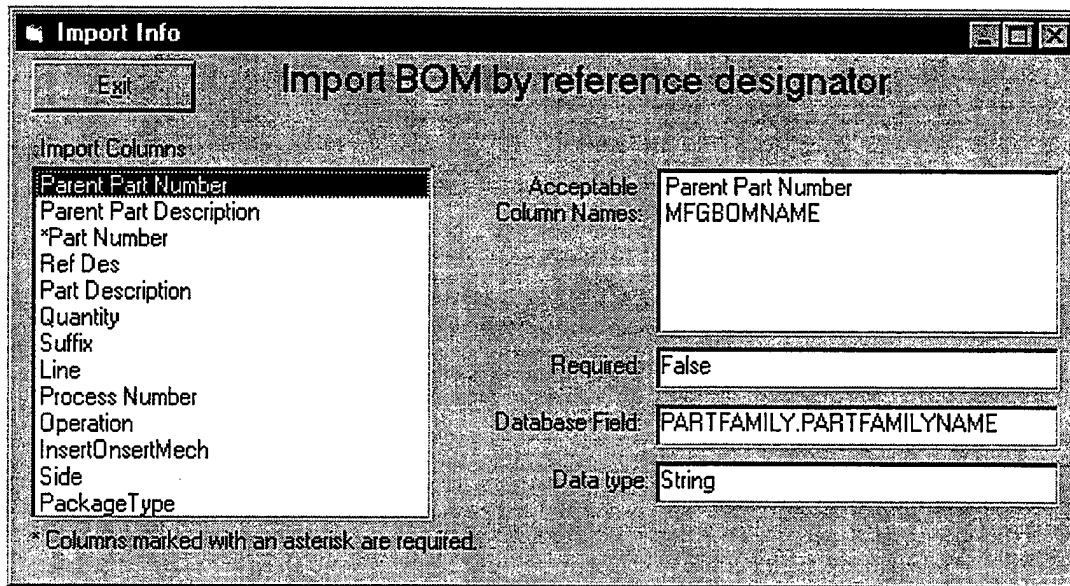 Import Info
Exit
Import BOM by reference designator
Import Columns
Parent Part Number
Parent Part Description
*Part Number
Ref Des
Part Description
Quantity
Suffix
Line
Process Number
Operation
InsertOnsertMech
Side
PackageType
* Columns marked with an asterisk are required.
Acceptable
Column Names:
Parent Part Number
MFGBOMNAME
Required: False
Database Field: PARTFAMILY.PARTFAMILYNAME
Data type: String